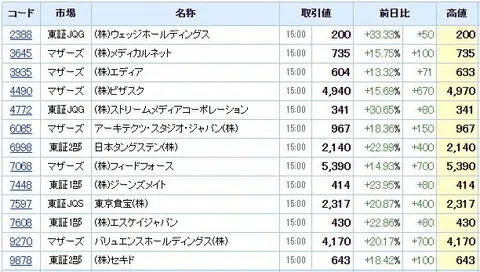 コード 市場 名称 取引値 前日比 高値
2388 東証JQG (株)ウェッジホールディングス 15:00 200 +33.33% +50 200
3645 マザーズ (株)メディカルネット 15:00 735 +15.75% +100 735
3935 マザーズ (株)エディア 15:00 604 +13.32% +71 633
4490 マザーズ (株)ビザスク 15:00 4,940 +15.69% +670 4,970
4772 東証JQG (株)ストリームメディアコーポレーション 15:00 341 +30.65% +80 341
6085 マザーズ アーキテクツ・スタジオ・ジャパン(株) 15:00 967 +18.36% +150 967
6998 東証2部 日本タングステン(株) 15:00 2,140 +22.99% +400 2,140
7068 マザーズ (株)フィードフォース 15:00 5,390 +14.93% +700 5,390
7448 東証1部 (株)ジーンズメイト 15:00 414 +23.95% +80 414
7597 東証JQS 東京貴宝(株) 15:00 2,317 +20.87% +400 2,317
7608 東証1部 (株)エスケイジャパン 15:00 430 +22.86% +80 430
9270 マザーズ バリュエンスホールディングス(株) 15:00 4,170 +20.17% +700 4,170
9878 東証2部 (株)セキド 15:00 643 +18.42% +100 643